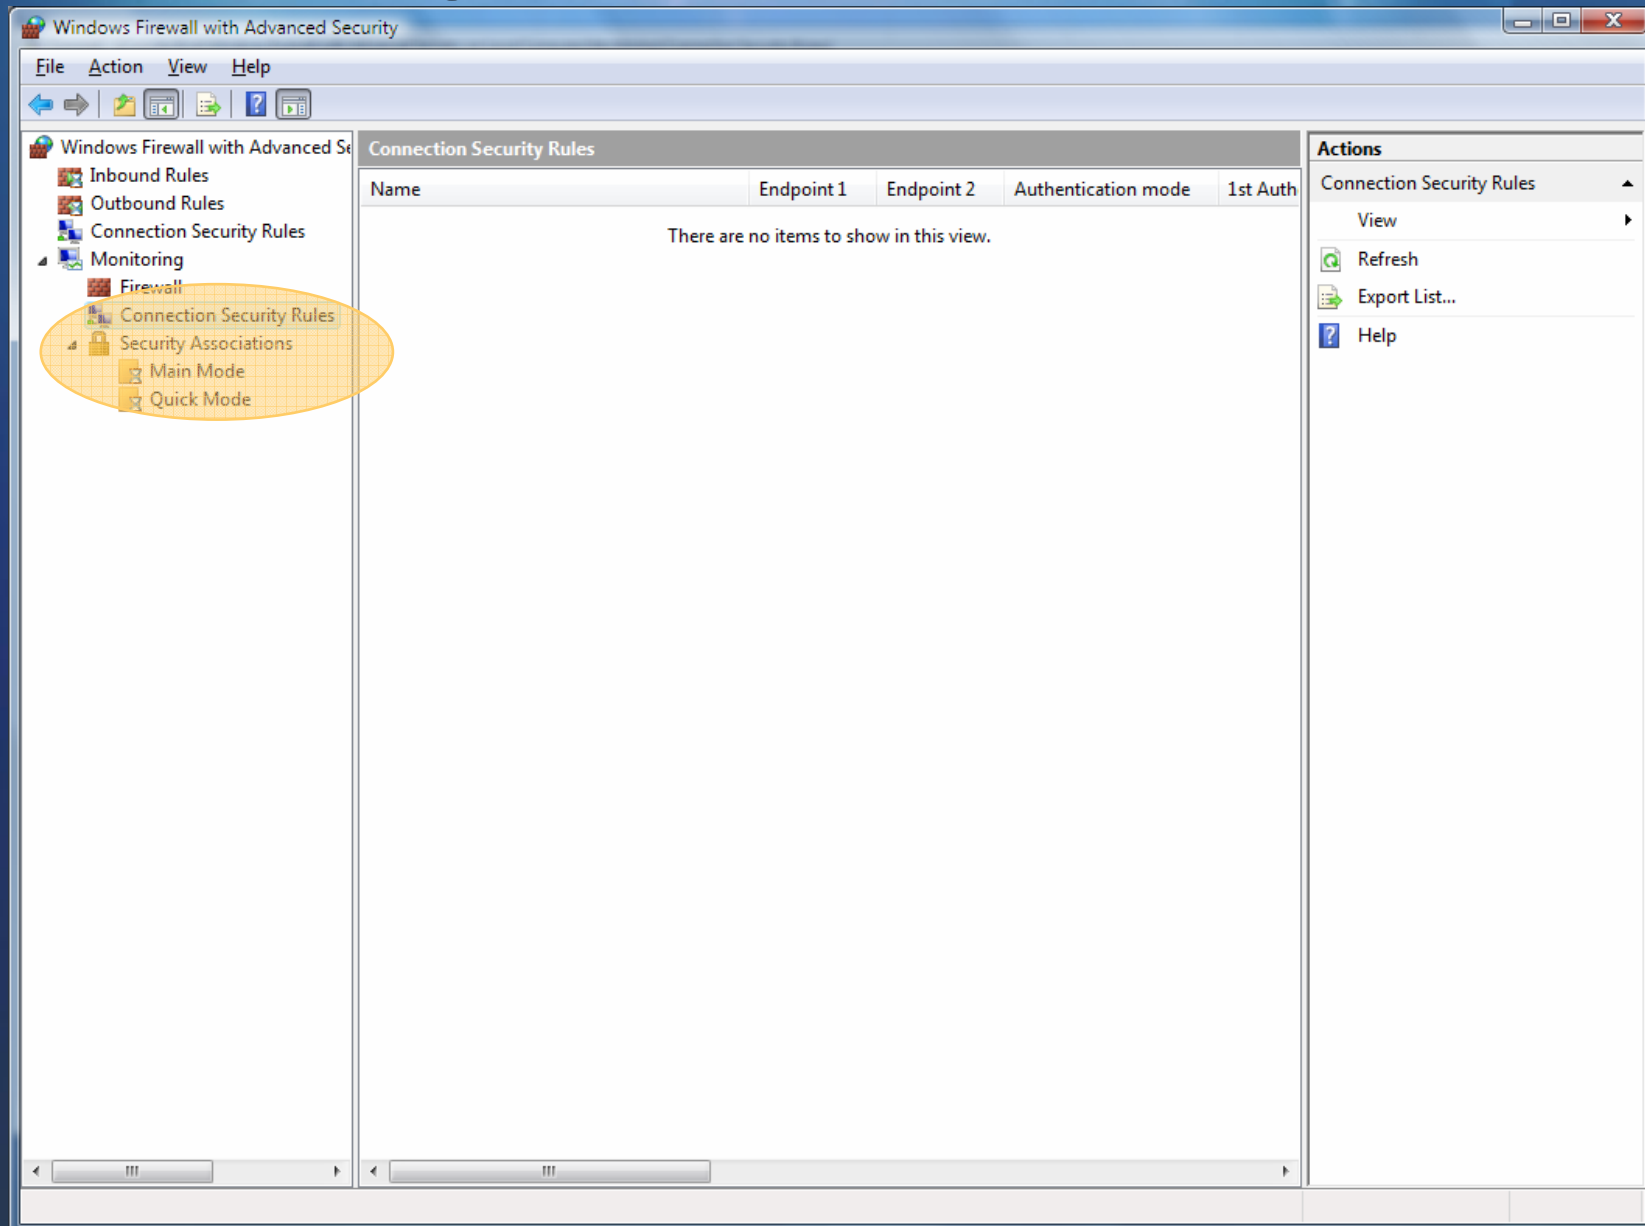 Windows Firewall with Advanced Security
File Action View Help
Windows Firewall with Advanced Se
Inbound Rules
Outbound Rules
Connection Security Rules
Monitoring
Firewall
Connection Security Rules
Security Associations
Main Mode
Quick Mode
Connection Security Rules
Name Endpoint 1 Endpoint 2 Authentication mode 1st Auth
There are no items to show in this view.
Actions
Connection Security Rules
View
Refresh
Export List...
Help